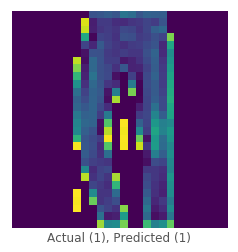 Actual (1), Predicted (1)